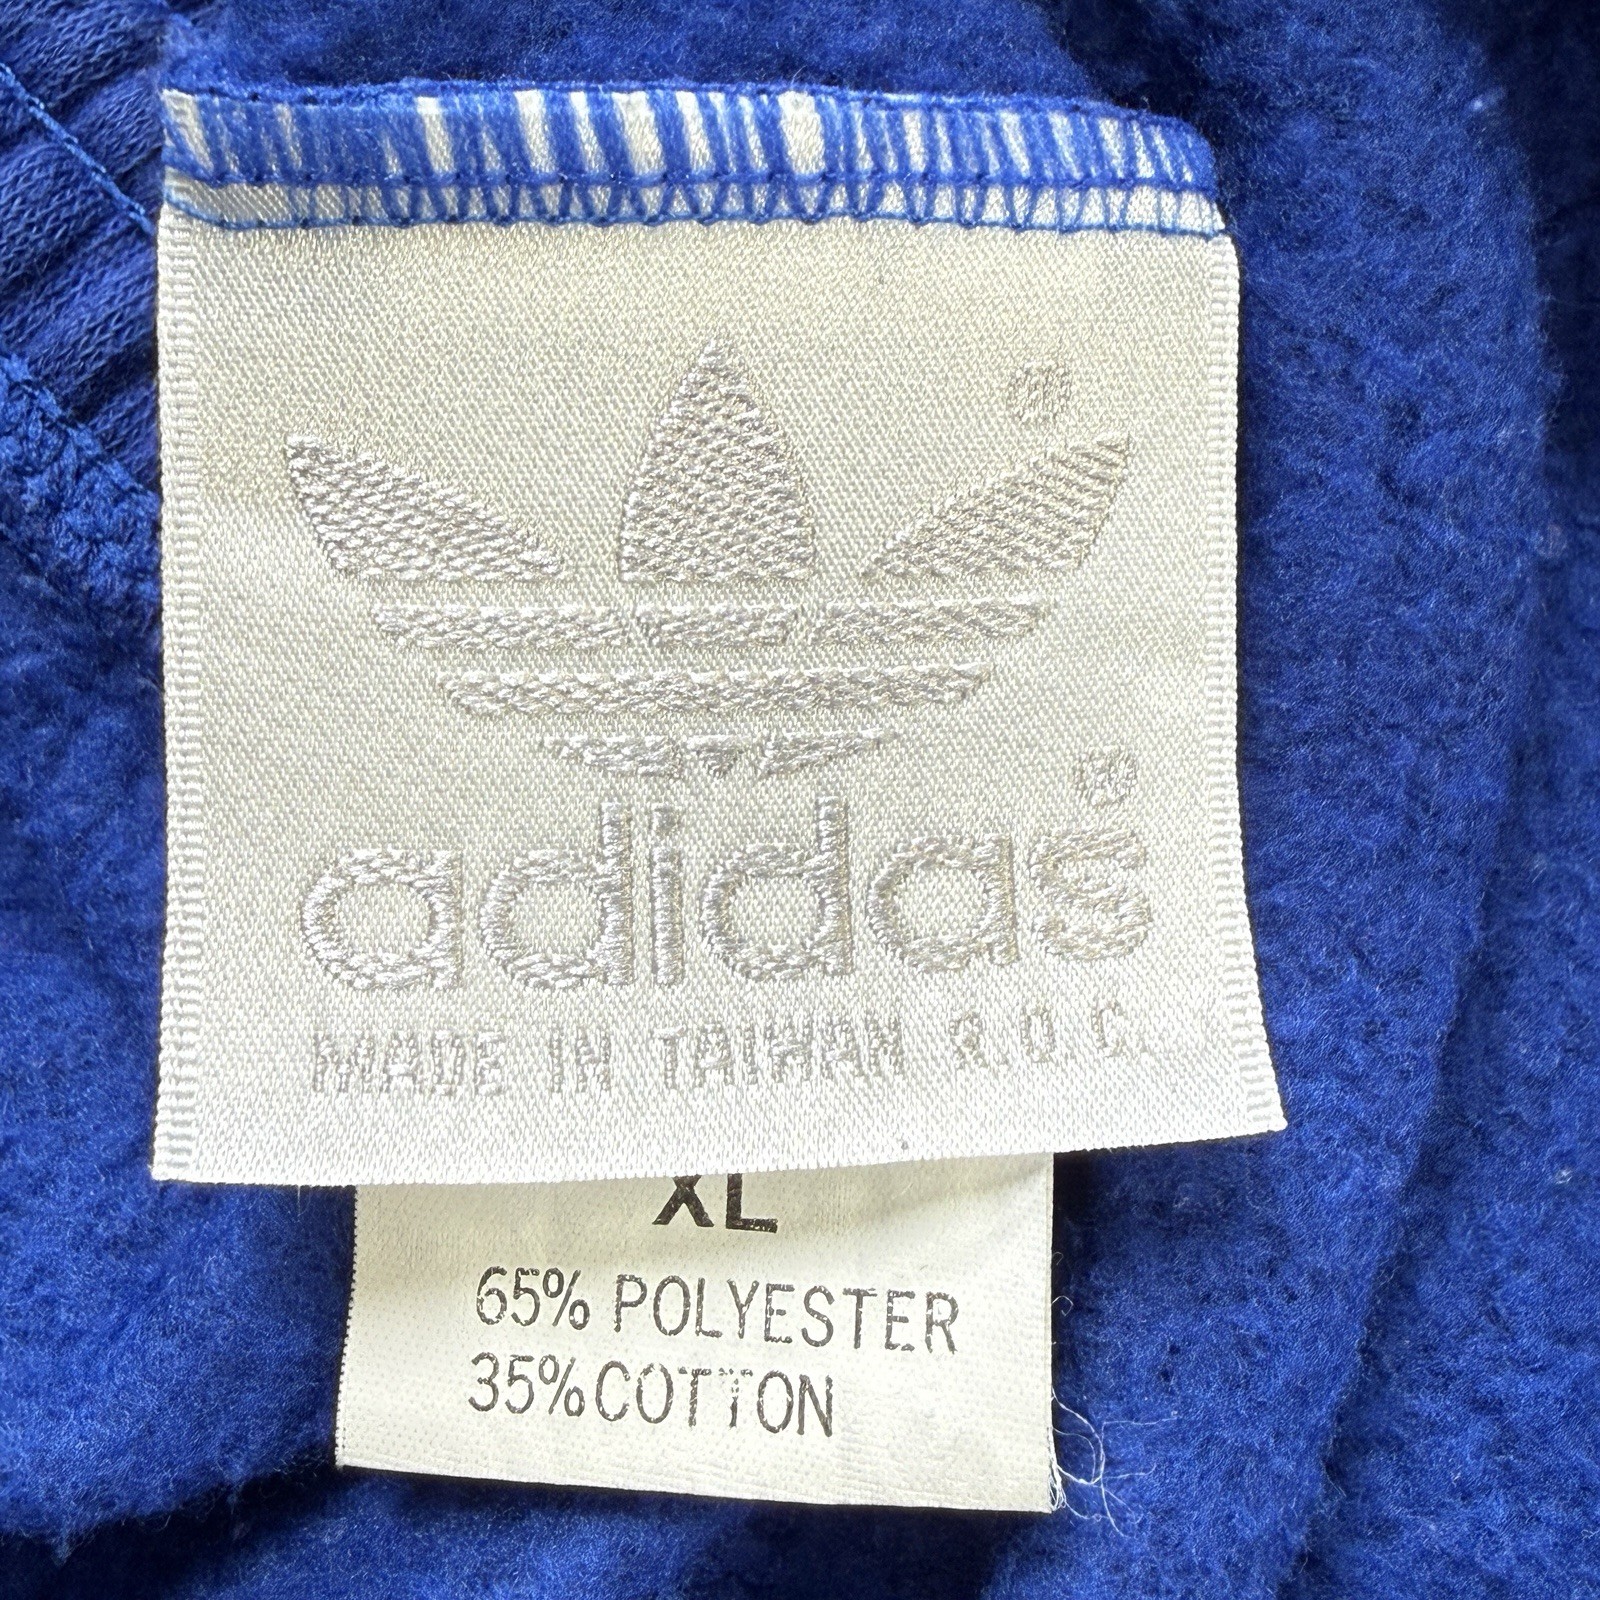 ®
adidas®
MADE IN TAIWAN R.O.C.
XL
65% POLYESTER
35% COTTON